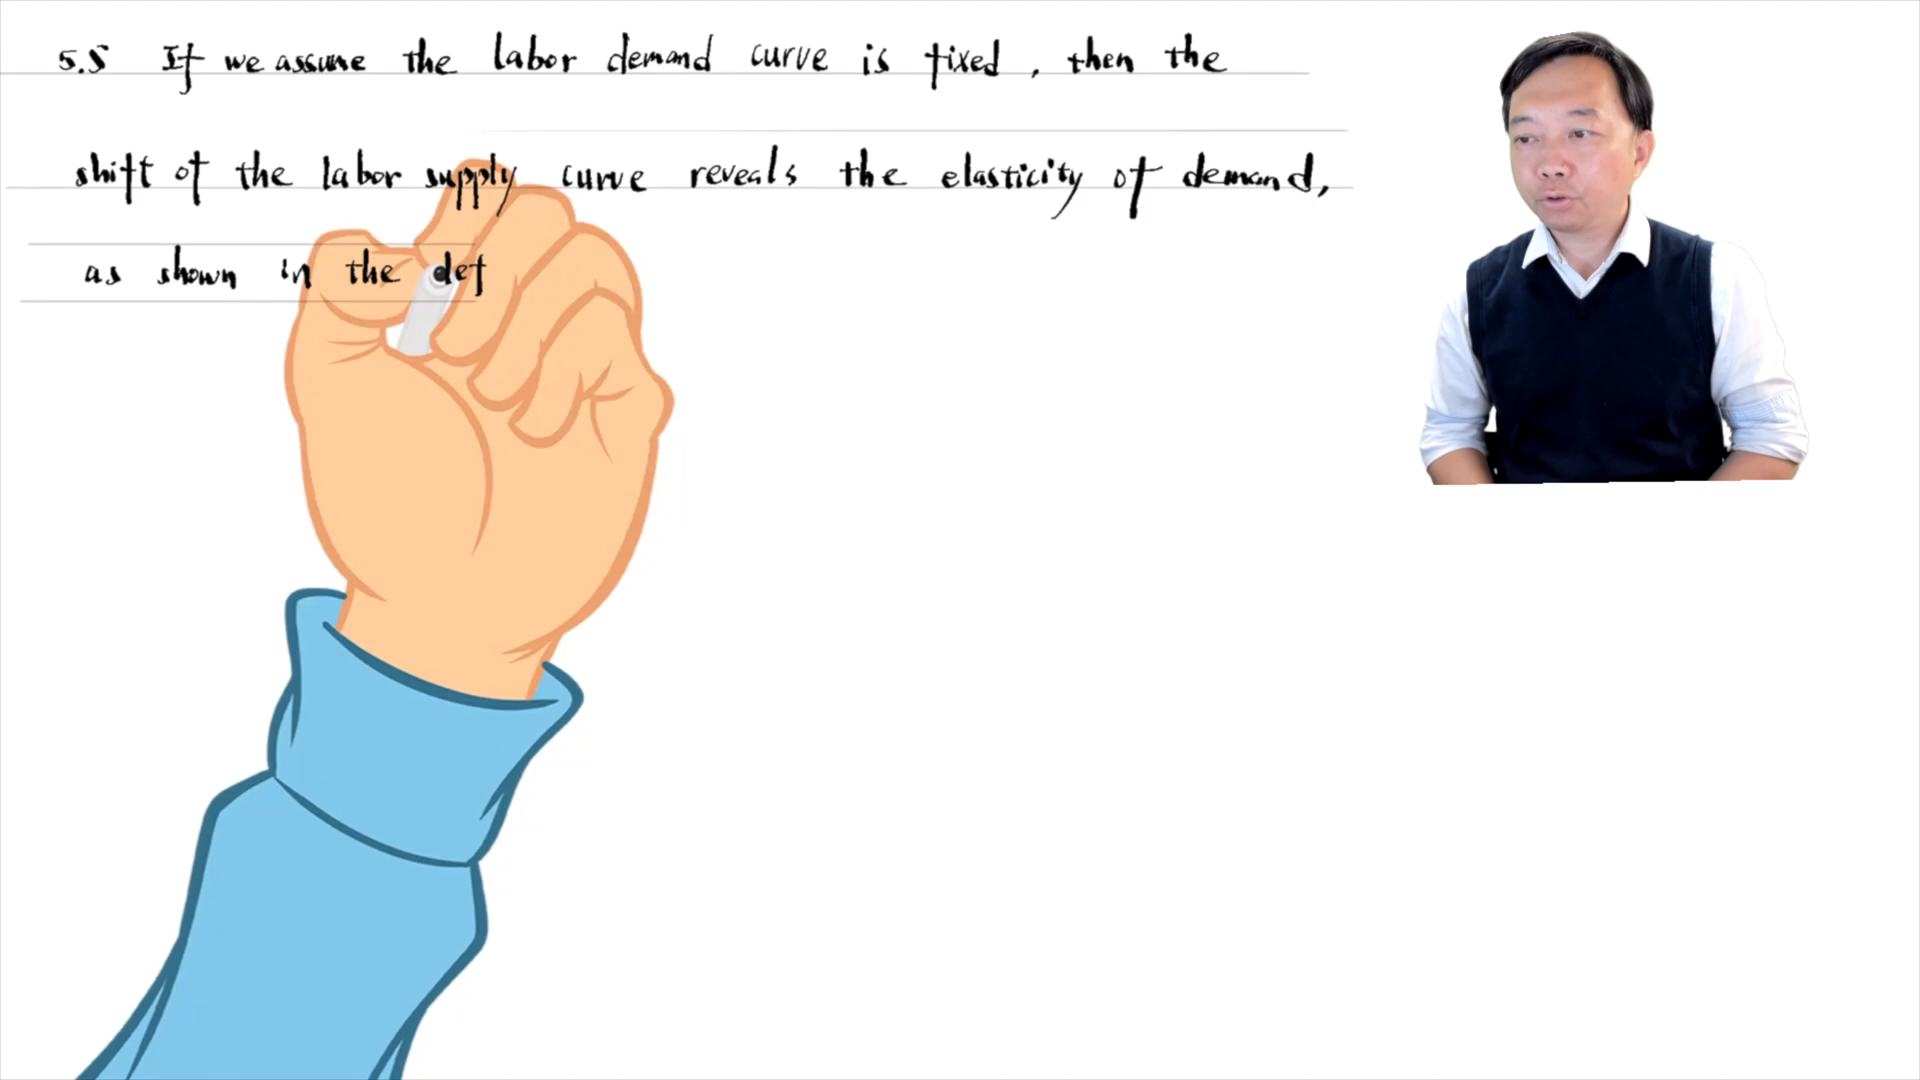 5.5 If we assume the labor demand curve is fixed, then the
shift of the labor supply curve reveals the elasticity of demand,
as shown in the def